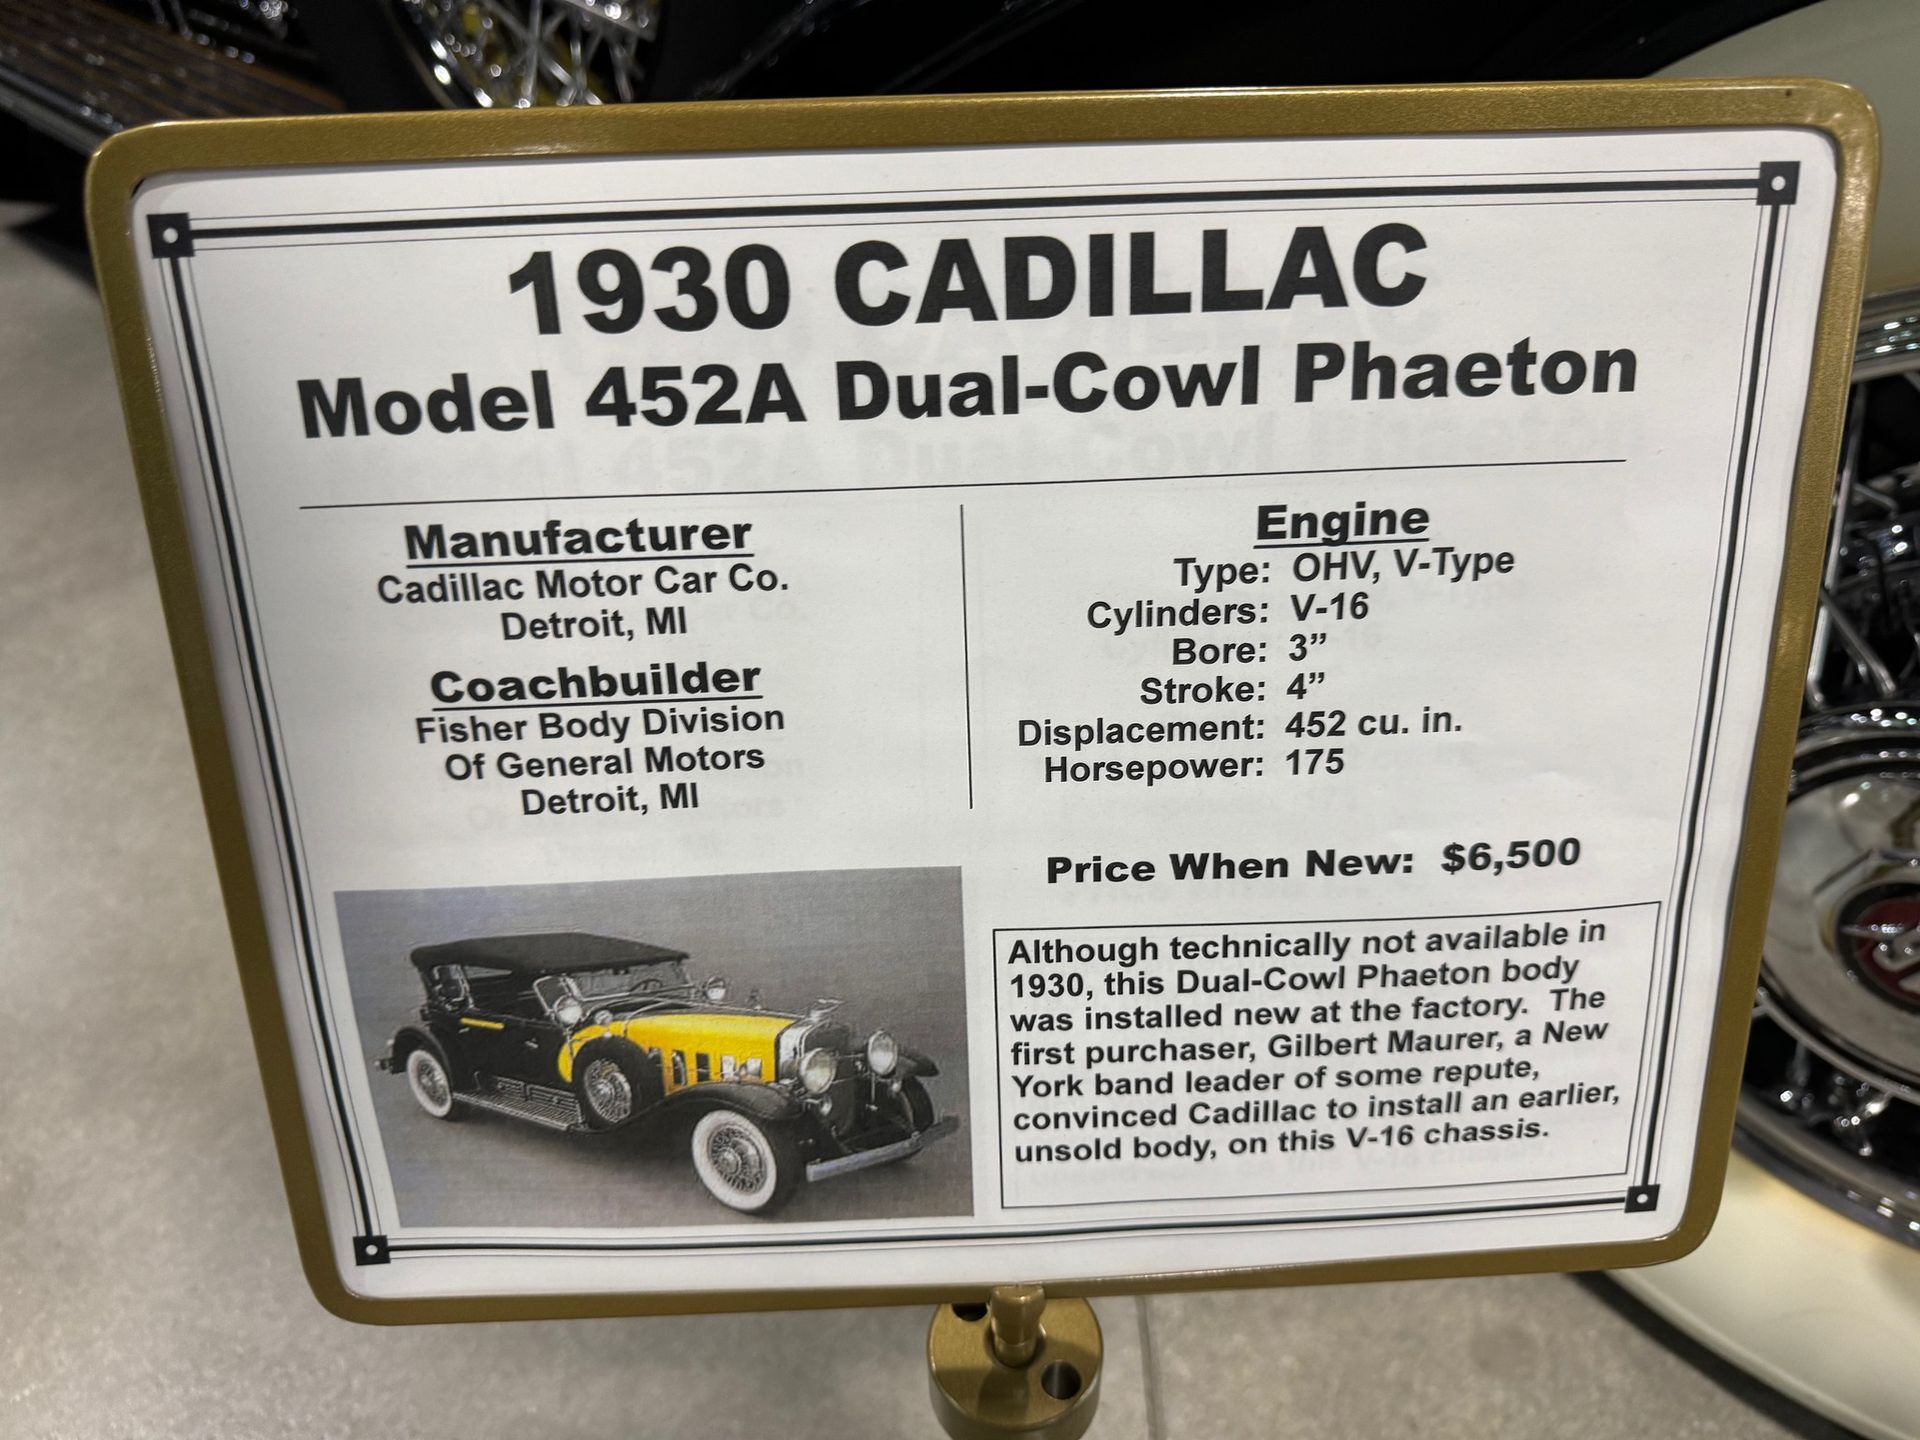 1930 CADILLAC
Model 452A Dual-Cowl Phaeton
Manufacturer
Cadillac Motor Car Co.
Detroit, MI
Coachbuilder
Fisher Body Division
Of General Motors
Detroit, MI
Engine
Type: OHV, V-Type
Cylinders: V-16
Bore: 3”
Stroke: 4”
Displacement: 452 cu. in.
Horsepower: 175
Price When New: $6,500
Although technically not available in
1930, this Dual-Cowl Phaeton body
was installed new at the factory. The
first purchaser, Gilbert Maurer, a New
York band leader of some repute,
convinced Cadillac to install an earlier,
unsold body, on this V-16 chassis.